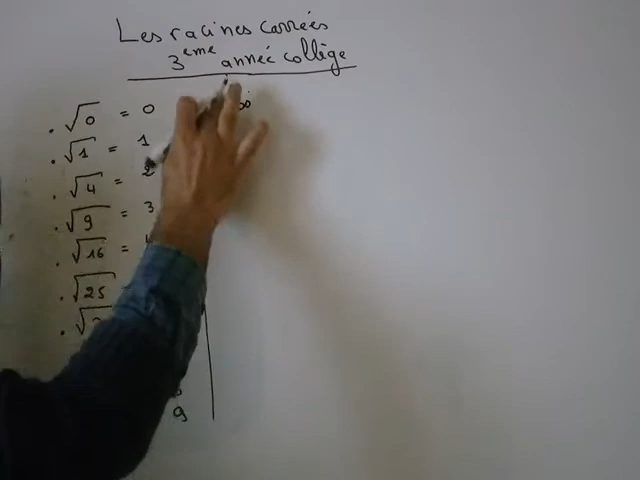 Les racines carrées
3ème année collège
. √0 = 0
. √1 = 1
. √4 = 2
. √9 = 3
. √16 =
. √25
. √
9